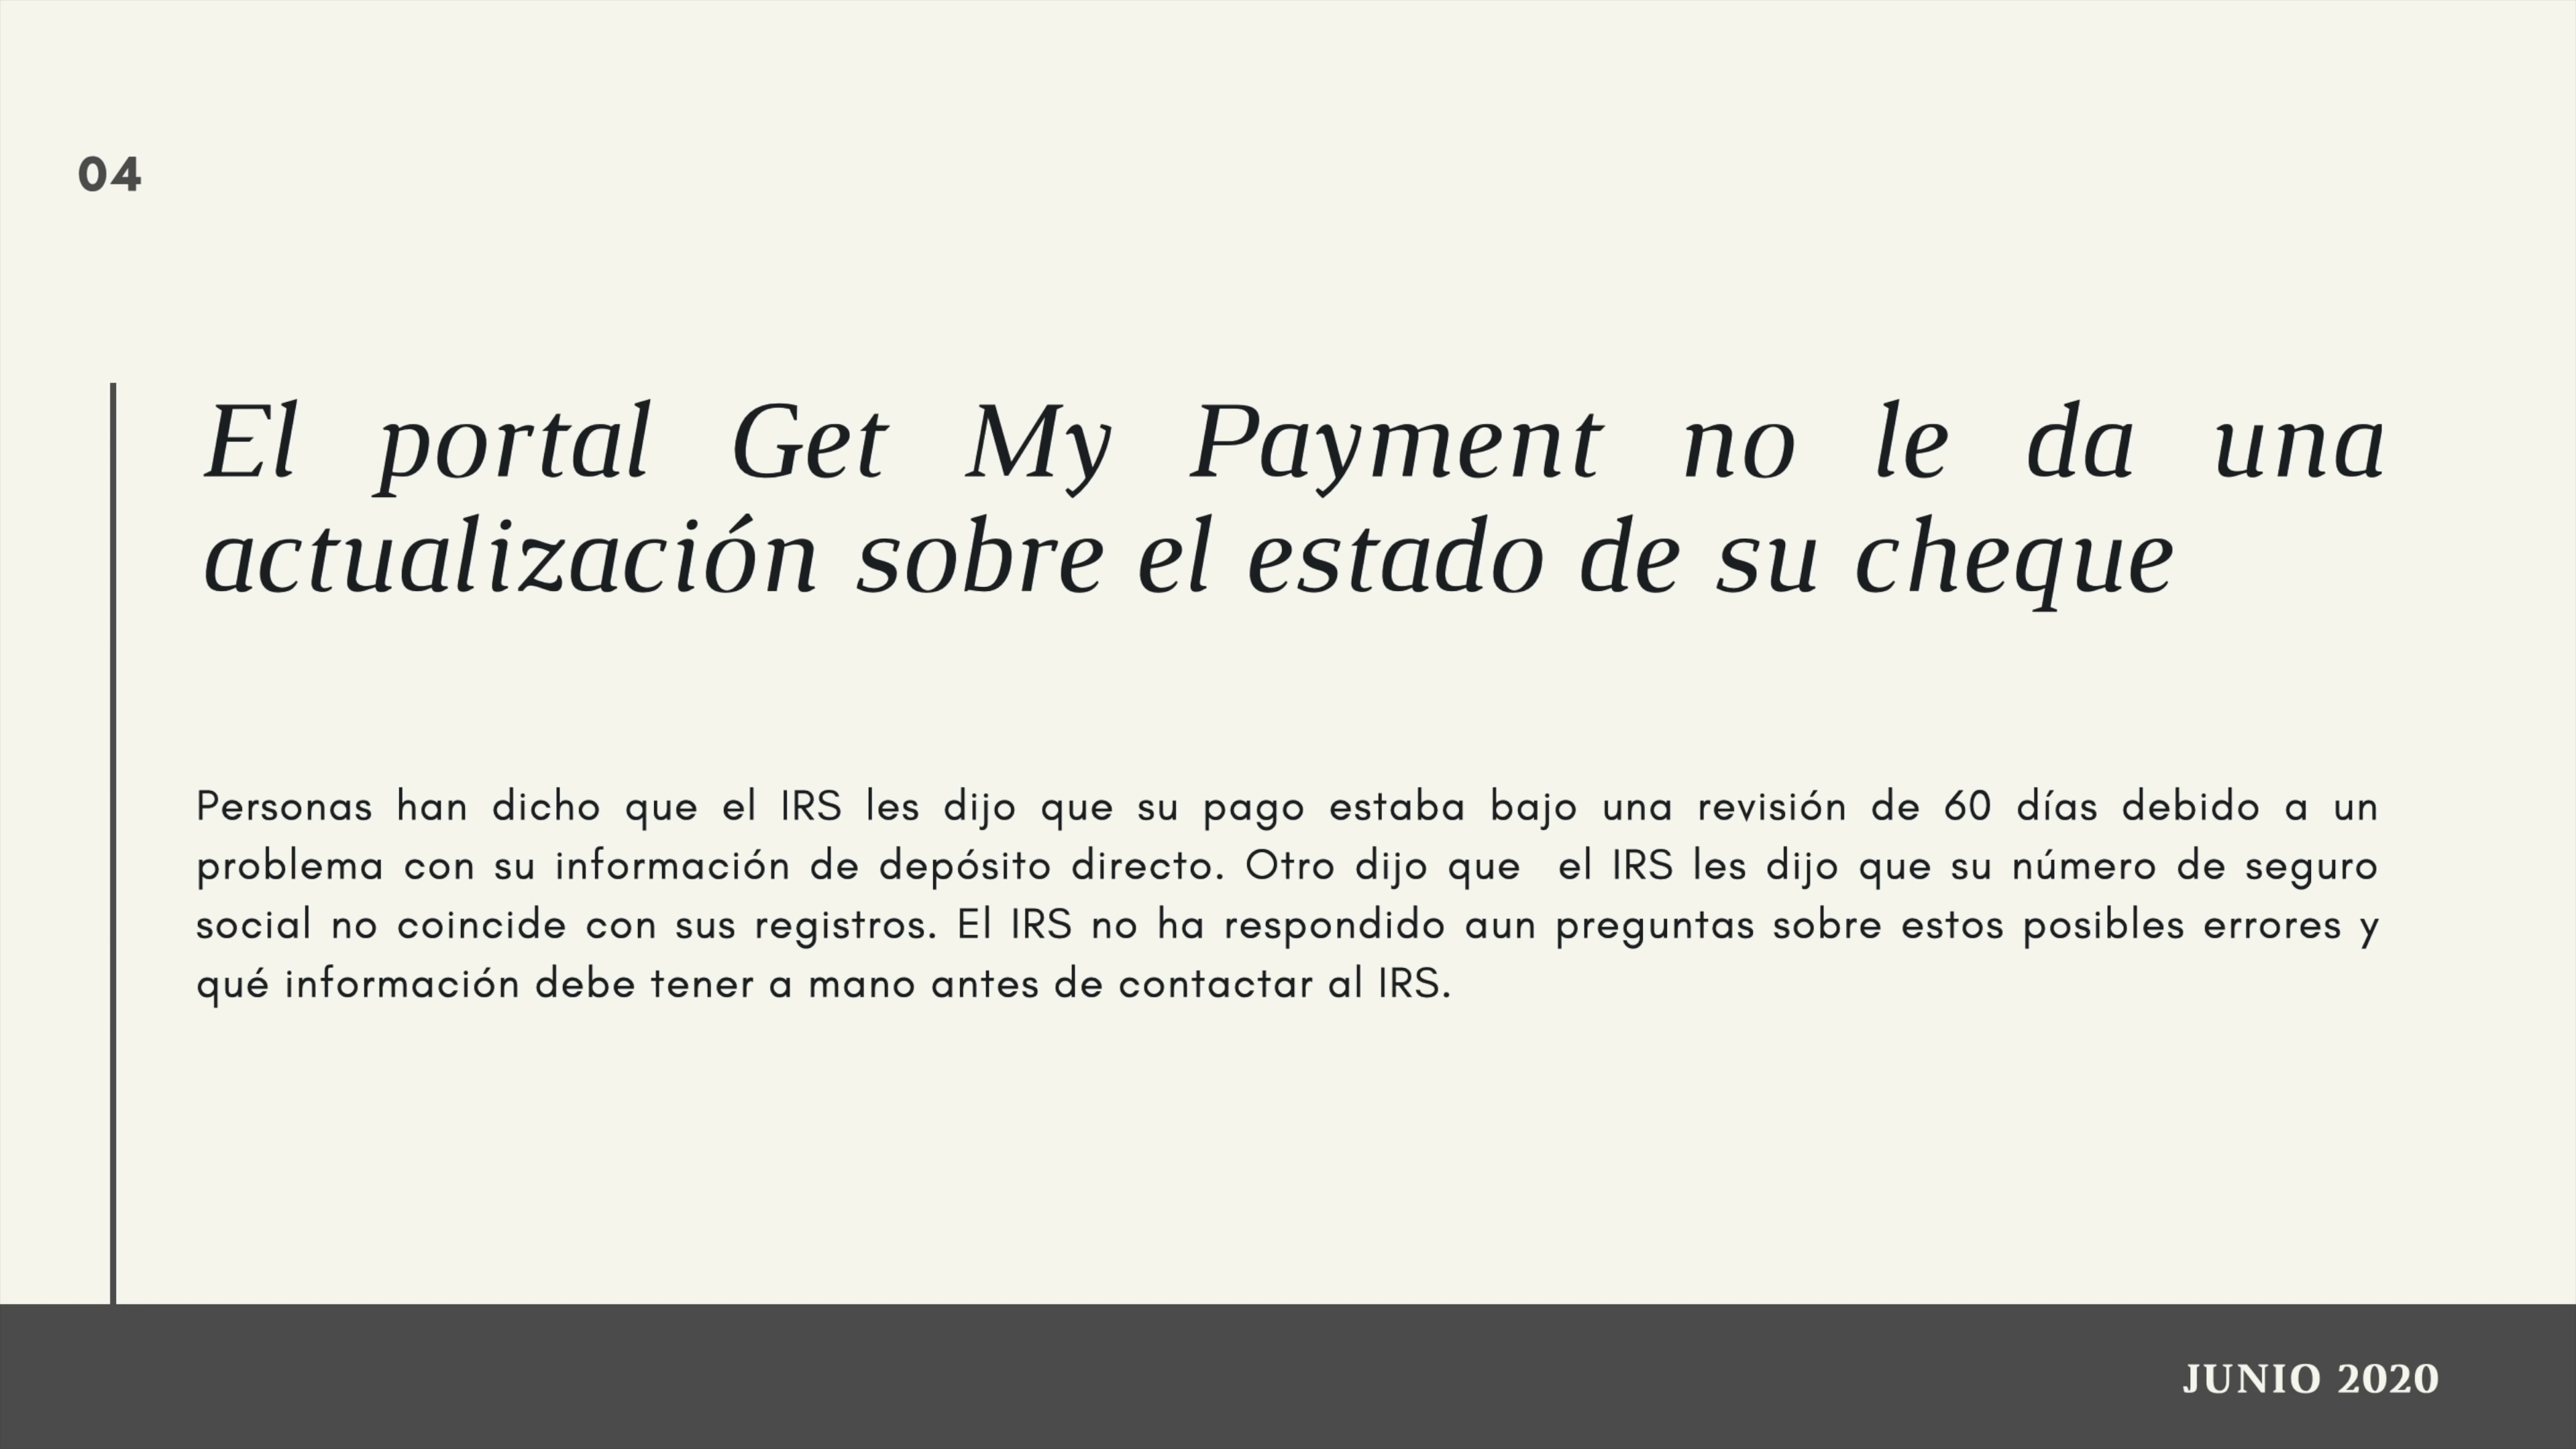 04
El portal Get My Payment no le da una
actualización sobre el estado de su cheque
Personas han dicho que el IRS les dijo que su pago estaba bajo una revisión de 60 días debido a un
problema con su información de depósito directo. Otro dijo que el IRS les dijo que su número de seguro
social no coincide con sus registros. El IRS no ha respondido aun preguntas sobre estos posibles errores y
qué información debe tener a mano antes de contactar al IRS.
JUNIO 2020